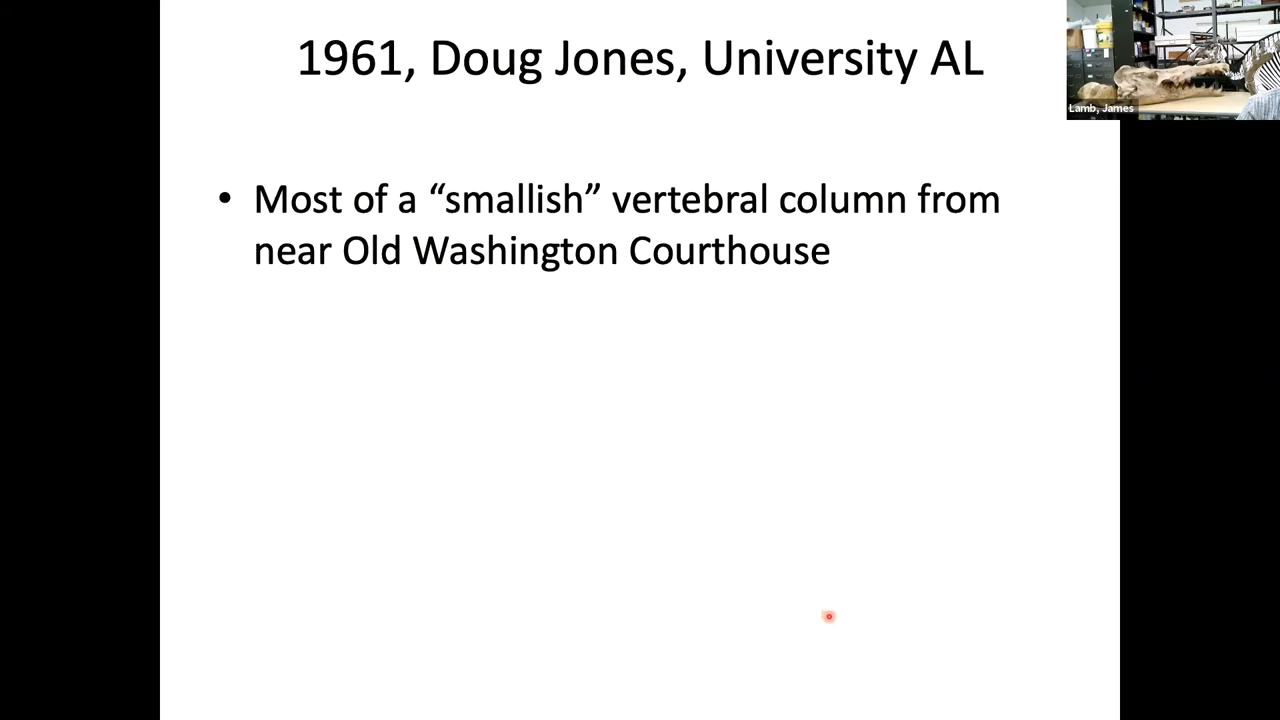 1961, Doug Jones, University AL
Lamb, James
• Most of a “smallish” vertebral column from
near Old Washington Courthouse